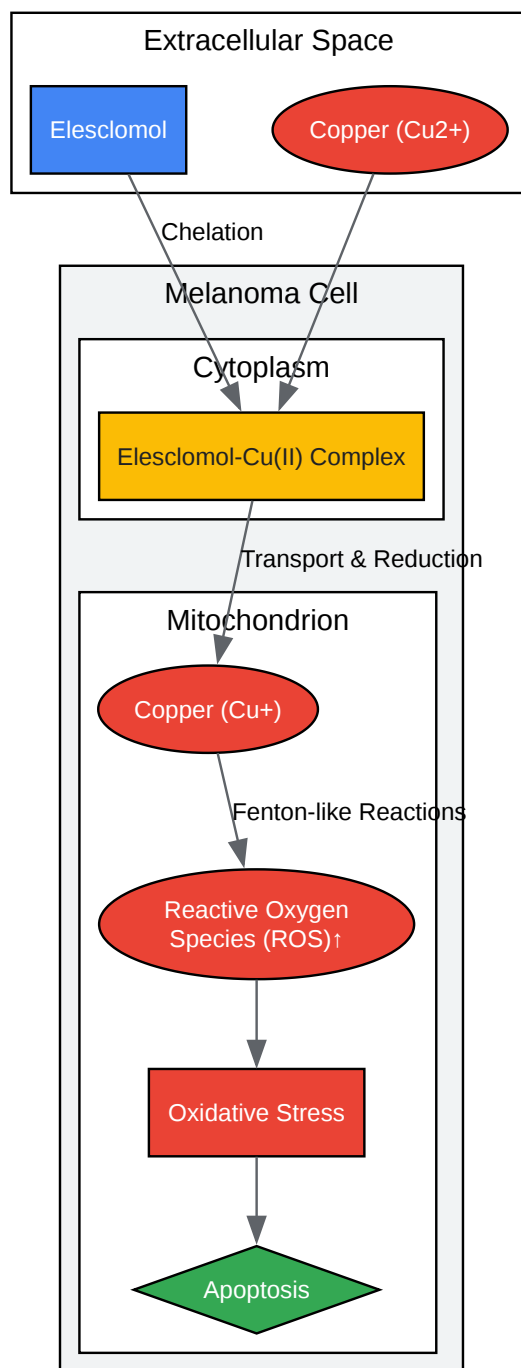 Extracellular Space
Elesclomol
Copper (Cu2+)
Chelation
Melanoma Cell
Cytoplasm
Elesclomol-Cu(II) Complex
Transport & Reduction
Mitochondrion
Copper (Cu+)
Fenton-like Reactions
Reactive Oxygen
Species (ROS)↑
Oxidative Stress
Apoptosis